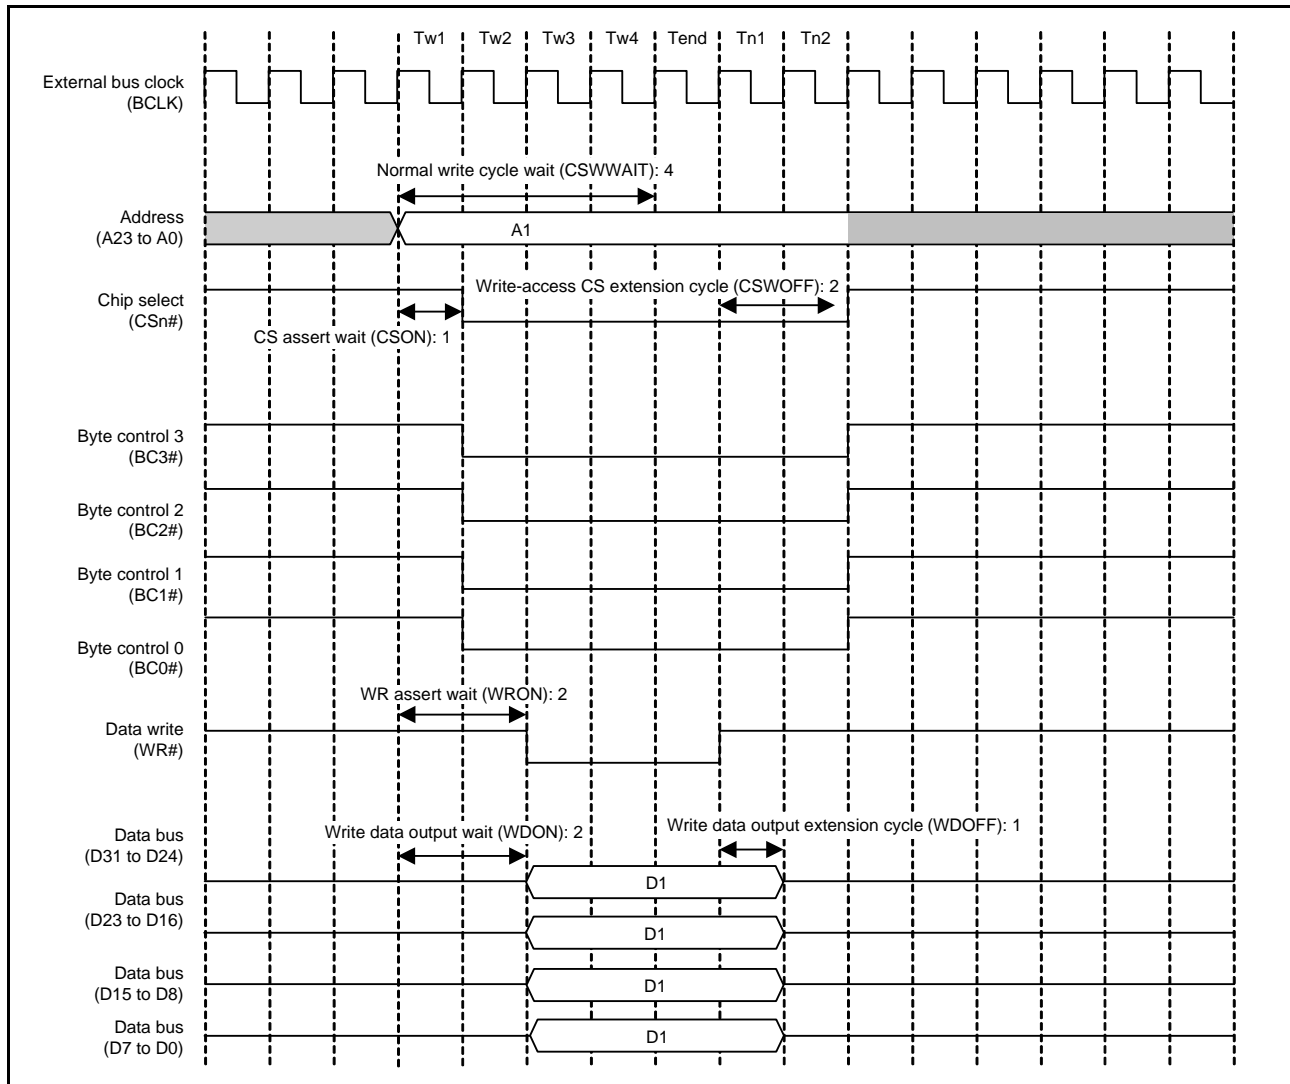 Tw1 Tw2 Tw3 Tw4 Tend Tn1 Tn2
External bus clock
(BCLK)
Normal write cycle wait (CSWWAIT): 4
Address
(A23 to A0)
A1
Chip select
(CSn#)
Write-access CS extension cycle (CSWOFF): 2
CS assert wait (CSON): 1
Byte control 3
(BC3#)
Byte control 2
(BC2#)
Byte control 1
(BC1#)
Byte control 0
(BC0#)
WR assert wait (WRON): 2
Data write
(WR#)
Write data output wait (WDON): 2
Write data output extension cycle (WDOFF): 1
Data bus
(D31 to D24)
D1
Data bus
(D23 to D16)
D1
Data bus
(D15 to D8)
D1
Data bus
(D7 to D0)
D1